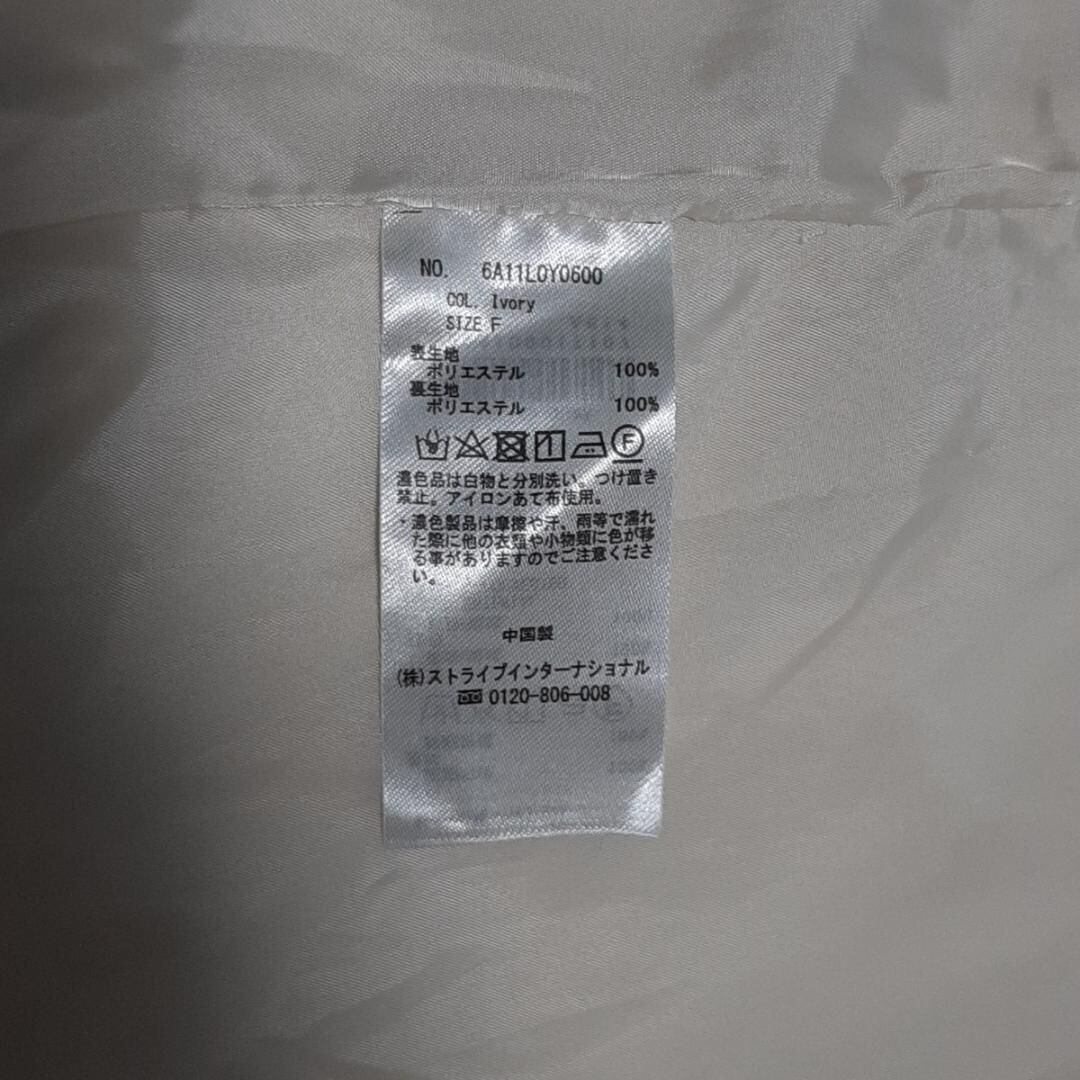 NO. 6A11L0Y0600
COL. Ivory
SIZE F
表生地
ポリエステル 100%
裏生地
ポリエステル 100%
F
濃色品は白物と分別洗い、つけ置き
禁止。アイロンあて布使用。
・濃色製品は摩擦や汗、雨等で濡れ
た際に他の衣類や小物類に色が移
る事がありますのでご注意くださ
い。
中国製
(株)ストライプインターナショナル
0120-806-008